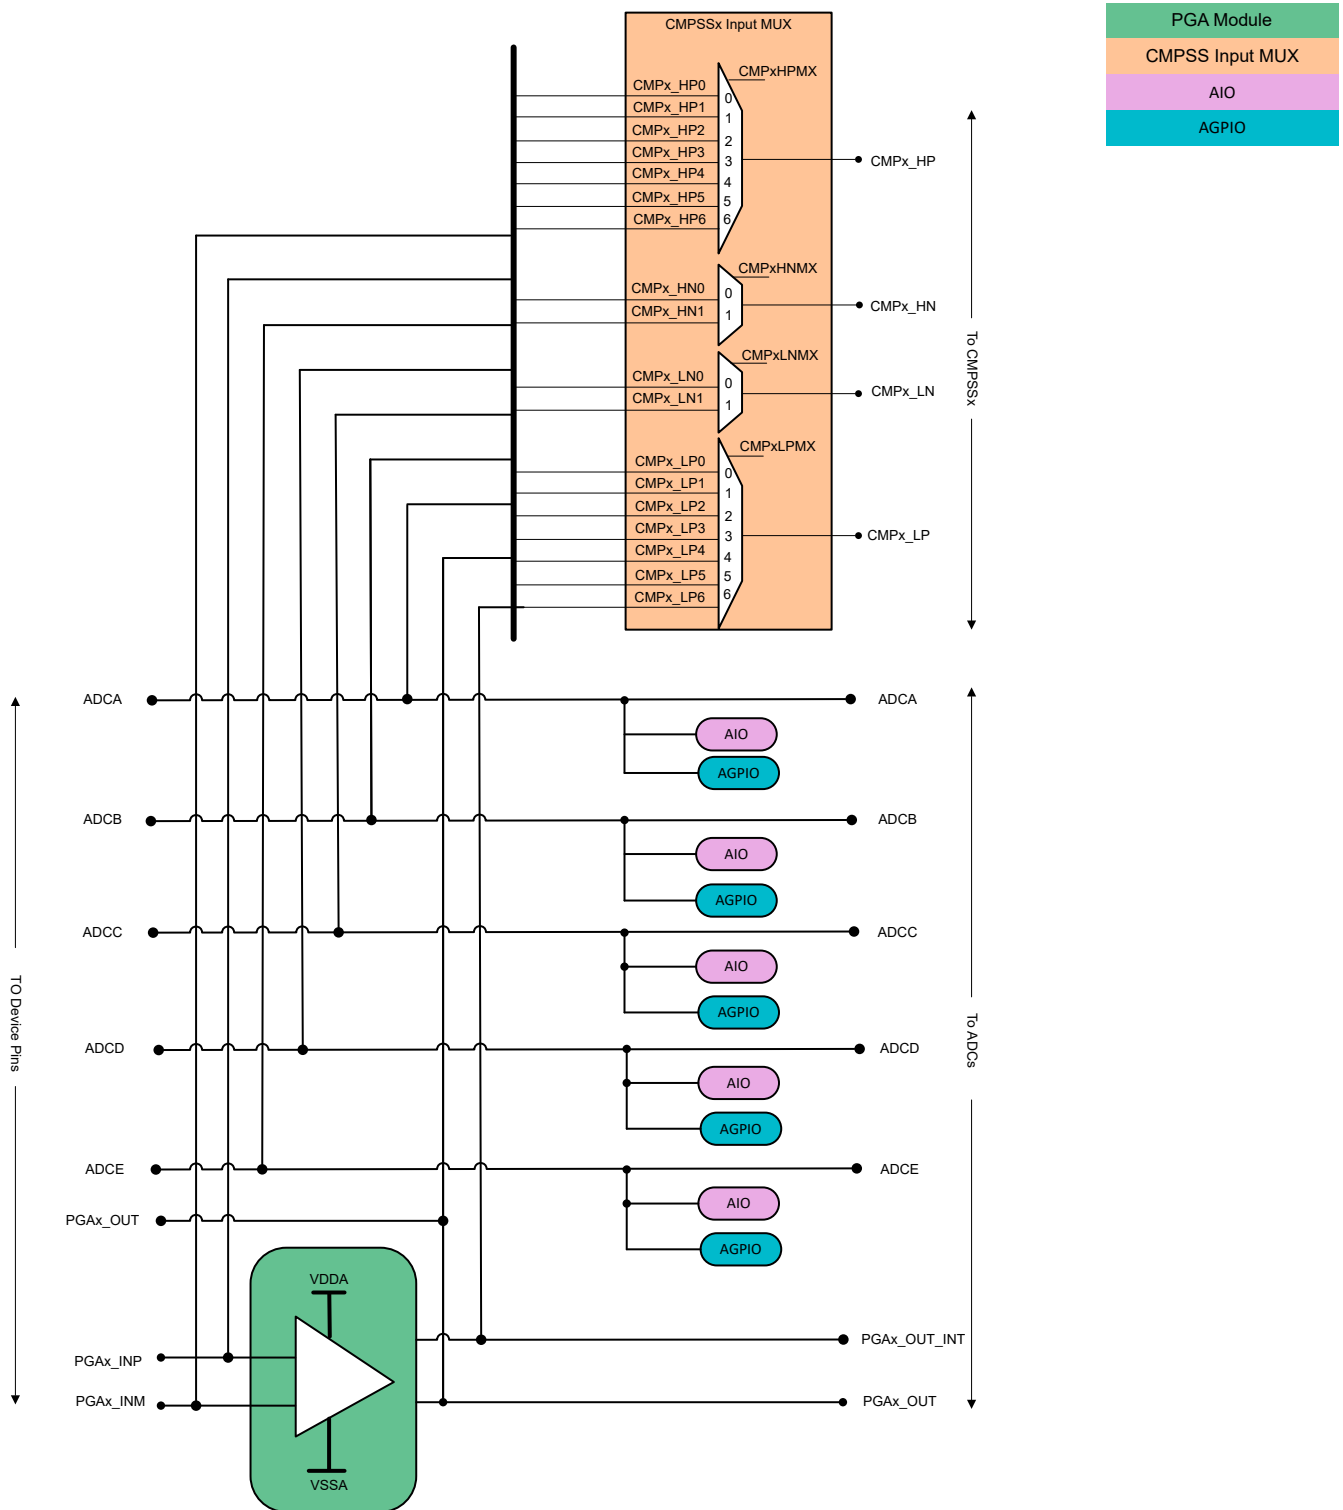 PGA Module
CMPSS Input MUX
AIO
AGPIO
CMPSSx Input MUX
CMPxHPMX
CMPx_HP0
0
CMPx_HP1
1
CMPx_HP2
2
CMPx_HP3
3
CMPx_HP4
4
CMPx_HP5
5
CMPx_HP6
6
CMPx_HP
CMPxHNMX
CMPx_HN0
0
CMPx_HN1
1
CMPx_HN
CMPxLNMX
CMPx_LN0
0
CMPx_LN1
1
CMPx_LN
CMPxLPMX
CMPx_LP0
0
CMPx_LP1
1
CMPx_LP2
2
CMPx_LP3
3
CMPx_LP4
4
CMPx_LP5
5
CMPx_LP6
6
CMPx_LP
To CMPSSx
ADCA
ADCA
AIO
AGPIO
ADCB
ADCB
AIO
AGPIO
ADCC
ADCC
AIO
AGPIO
TO Device Pins
To ADCs
ADCD
ADCD
AIO
AGPIO
ADCE
ADCE
AIO
AGPIO
PGAx_OUT
VDDA
PGAx_INP
PGAx_INM
VSSA
PGAx_OUT_INT
PGAx_OUT